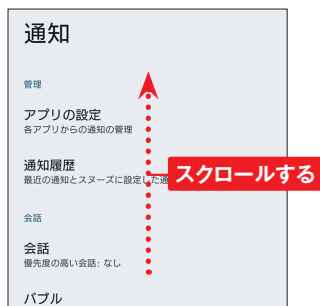 通知
管理
アプリの設定
各アプリからの通知の管理
通知履歴
最近の通知とスヌーズに設定した通
スクロールする
会話
会話
優先度の高い会話: なし
バブル